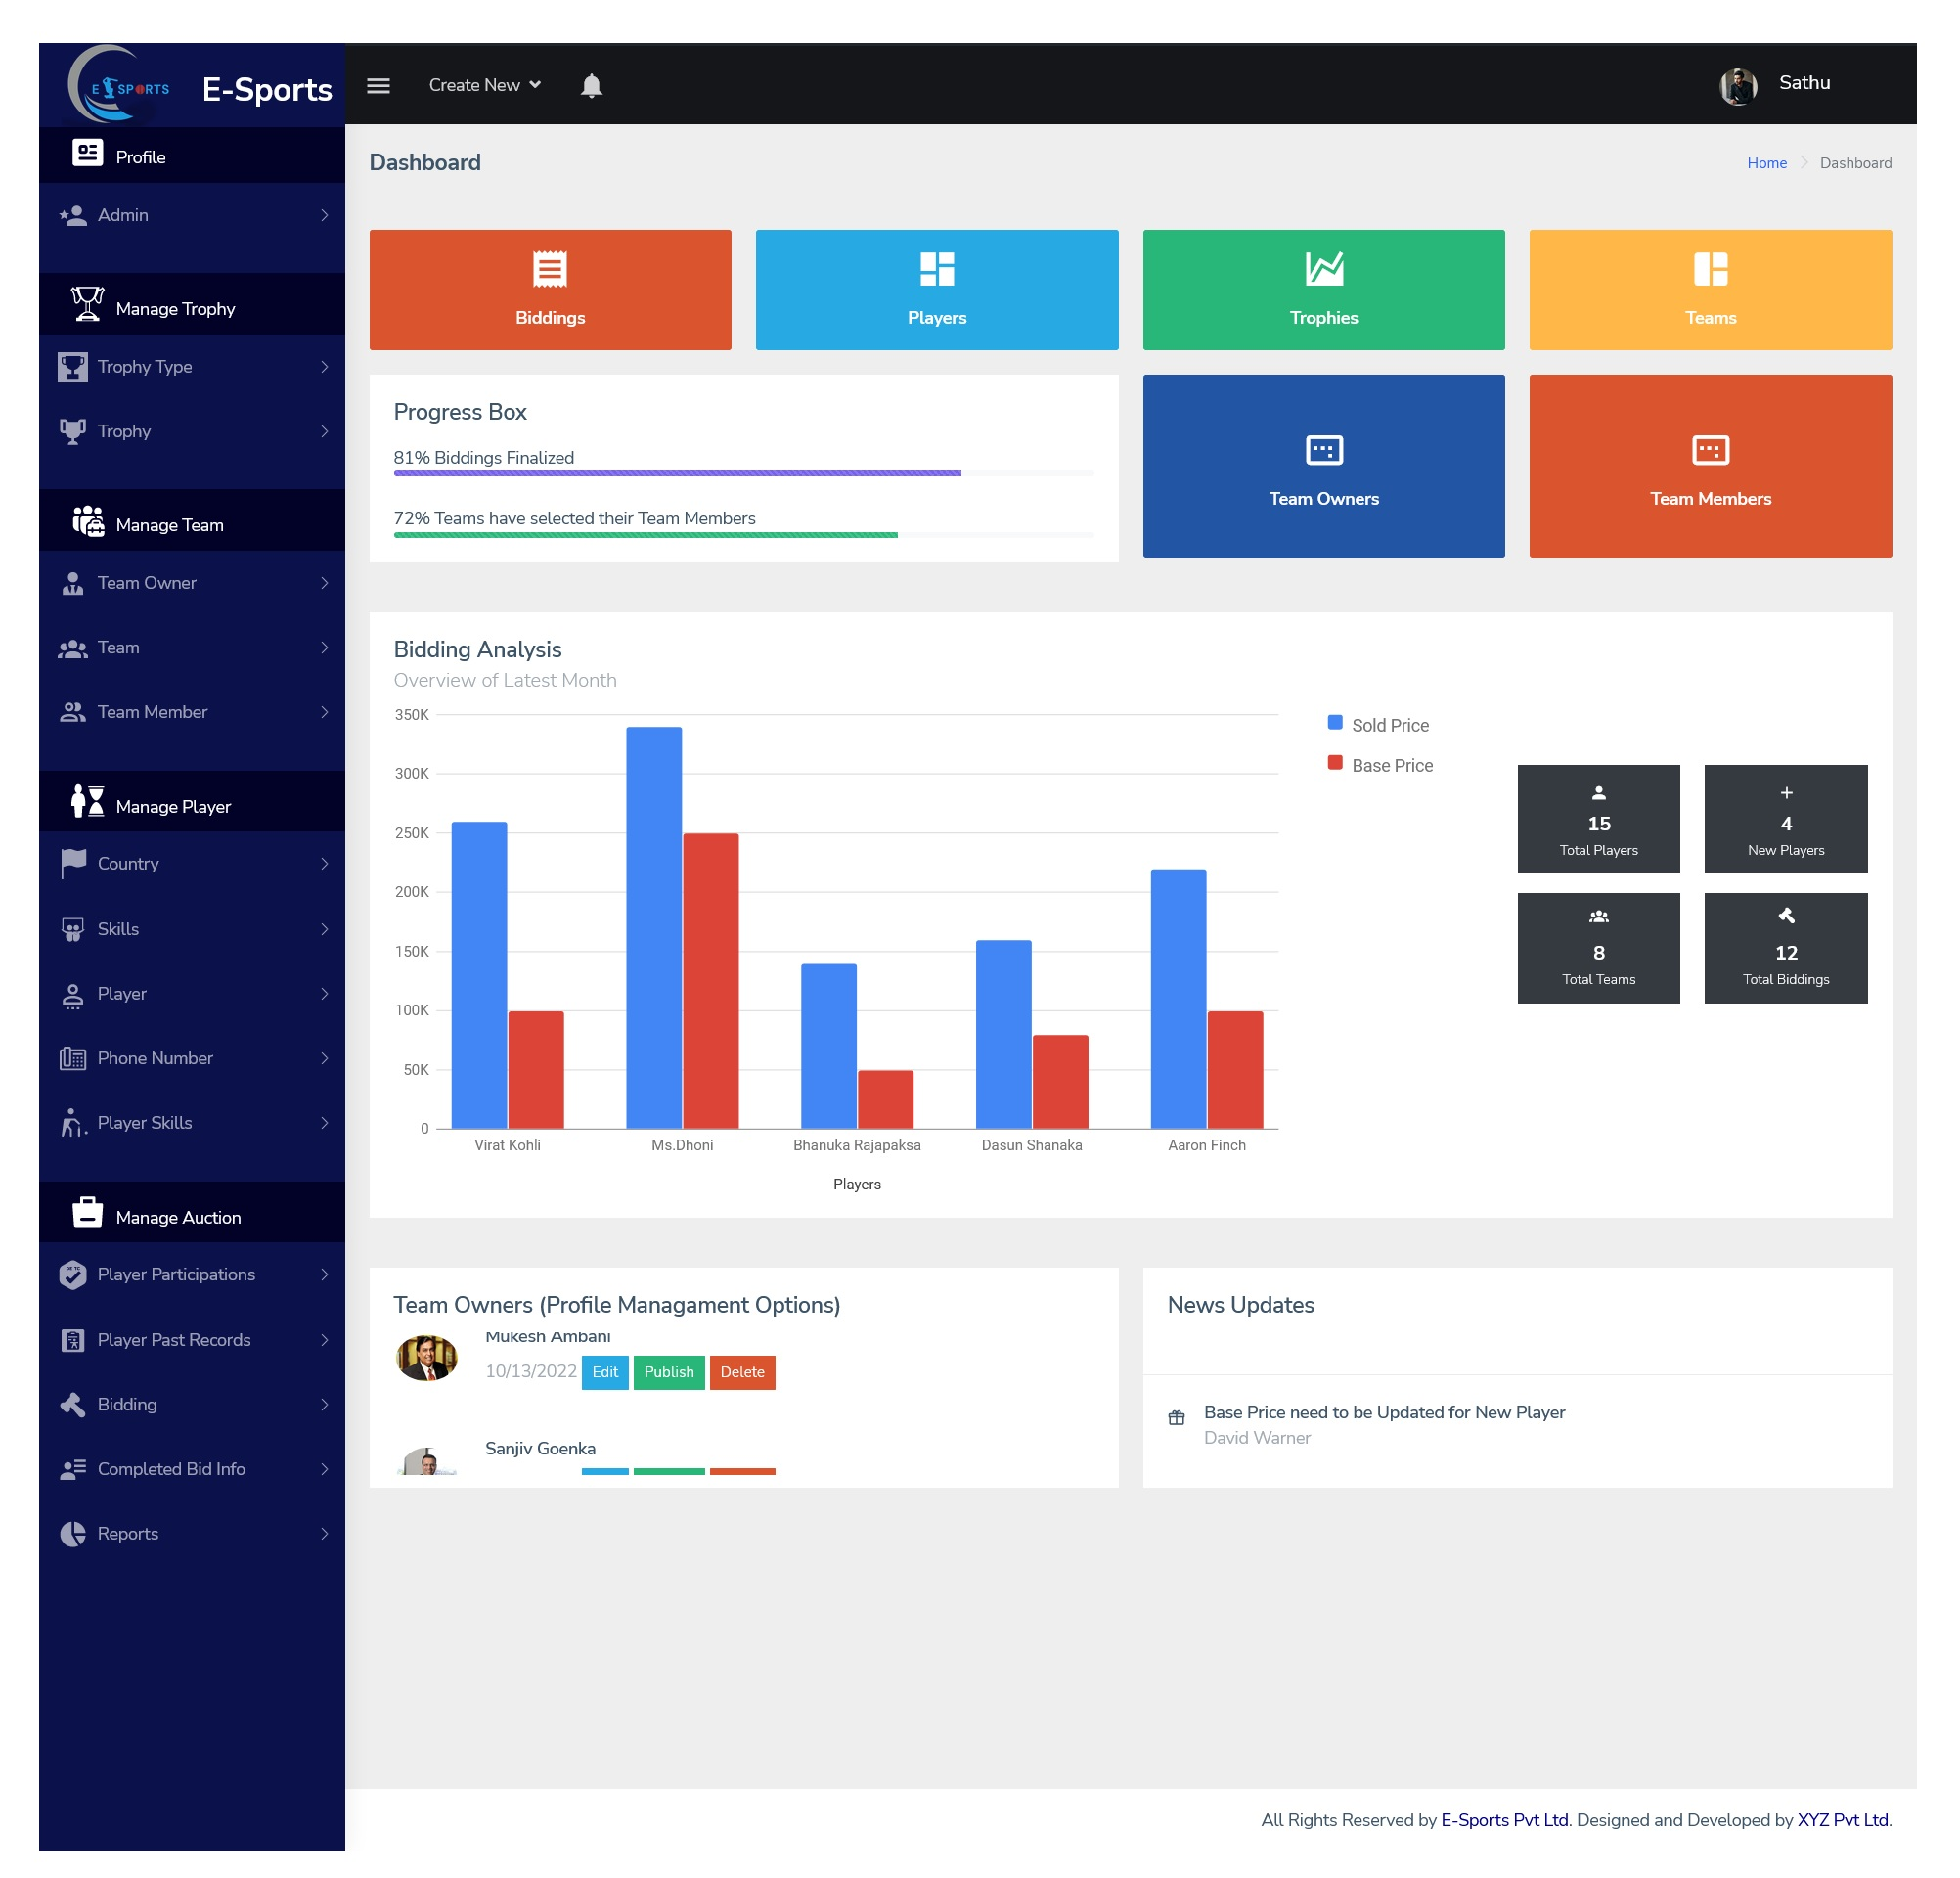 E SPORTS
E-Sports
Create New
Sathu
Profile
Admin
Manage Trophy
Trophy Type
Trophy
Manage Team
Team Owner
Team
Team Member
Manage Player
Country
Skills
Player
Phone Number
Player Skills
Manage Auction
Player Participations
Player Past Records
Bidding
Completed Bid Info
Reports
Dashboard
Home
Dashboard
Biddings
Players
Trophies
Teams
Progress Box
81% Biddings Finalized
72% Teams have selected their Team Members
Team Owners
Team Members
Bidding Analysis
Overview of Latest Month
350K
300K
250K
200K
150K
100K
50K
0
Virat Kohli
Ms.Dhoni
Bhanuka Rajapaksa
Dasun Shanaka
Aaron Finch
Players
Sold Price
Base Price
15
Total Players
4
New Players
8
Total Teams
12
Total Biddings
Team Owners (Profile Managament Options)
Mukesh Ambani
10/13/2022 Edit Publish Delete
Sanjiv Goenka
News Updates
Base Price need to be Updated for New Player
David Warner
All Rights Reserved by E-Sports Pvt Ltd. Designed and Developed by XYZ Pvt Ltd.